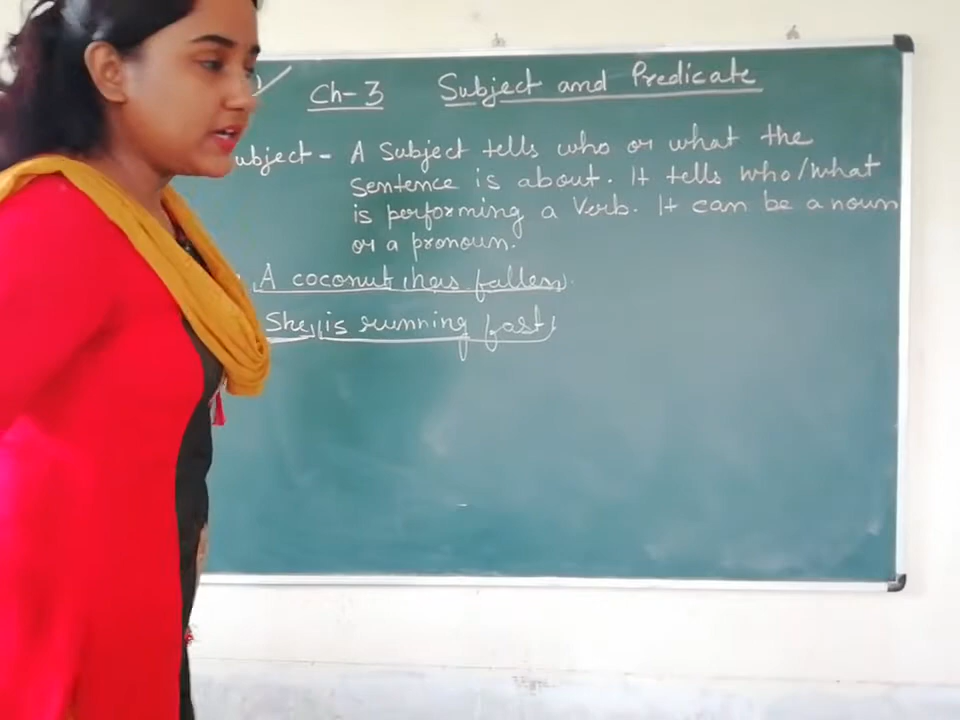 Ch-3 Subject and Predicate
ubject - A Subject tells who or what the
Sentence is about. It tells who/what
is performing a Verb. It can be a noun
or a pronoun.
A coconut has fallen.
She is running fast.